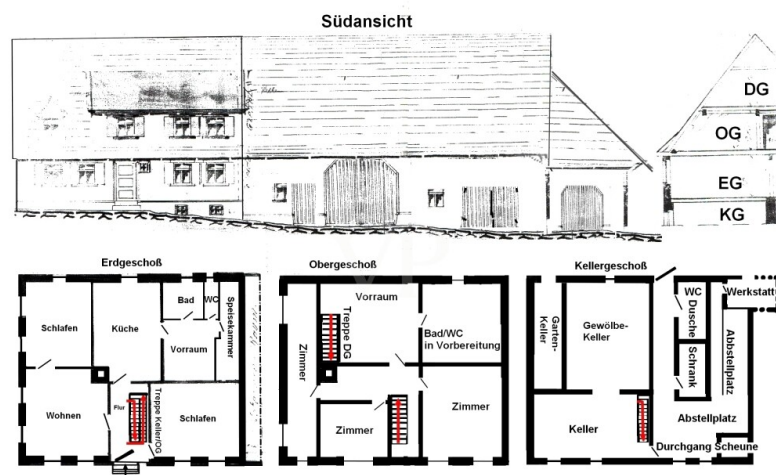 Südansicht
DG
OG
EG
KG
Erdgeschoß
Schlafen
Küche
Bad
WC
Speisekammer
Vorraum
Wohnen
Flur
Treppe Keller/OG
Schlafen
Obergeschoß
Vorraum
Treppe DG
Zimmer
Bad/WC
in Vorbereitung
Zimmer
Zimmer
Kellergeschoß
Garten-
Keller
Gewölbe-
Keller
WC
Dusche
Werkstatt
Schrank
Abbstellplatz
Keller
Abstellplatz
Durchgang Scheune